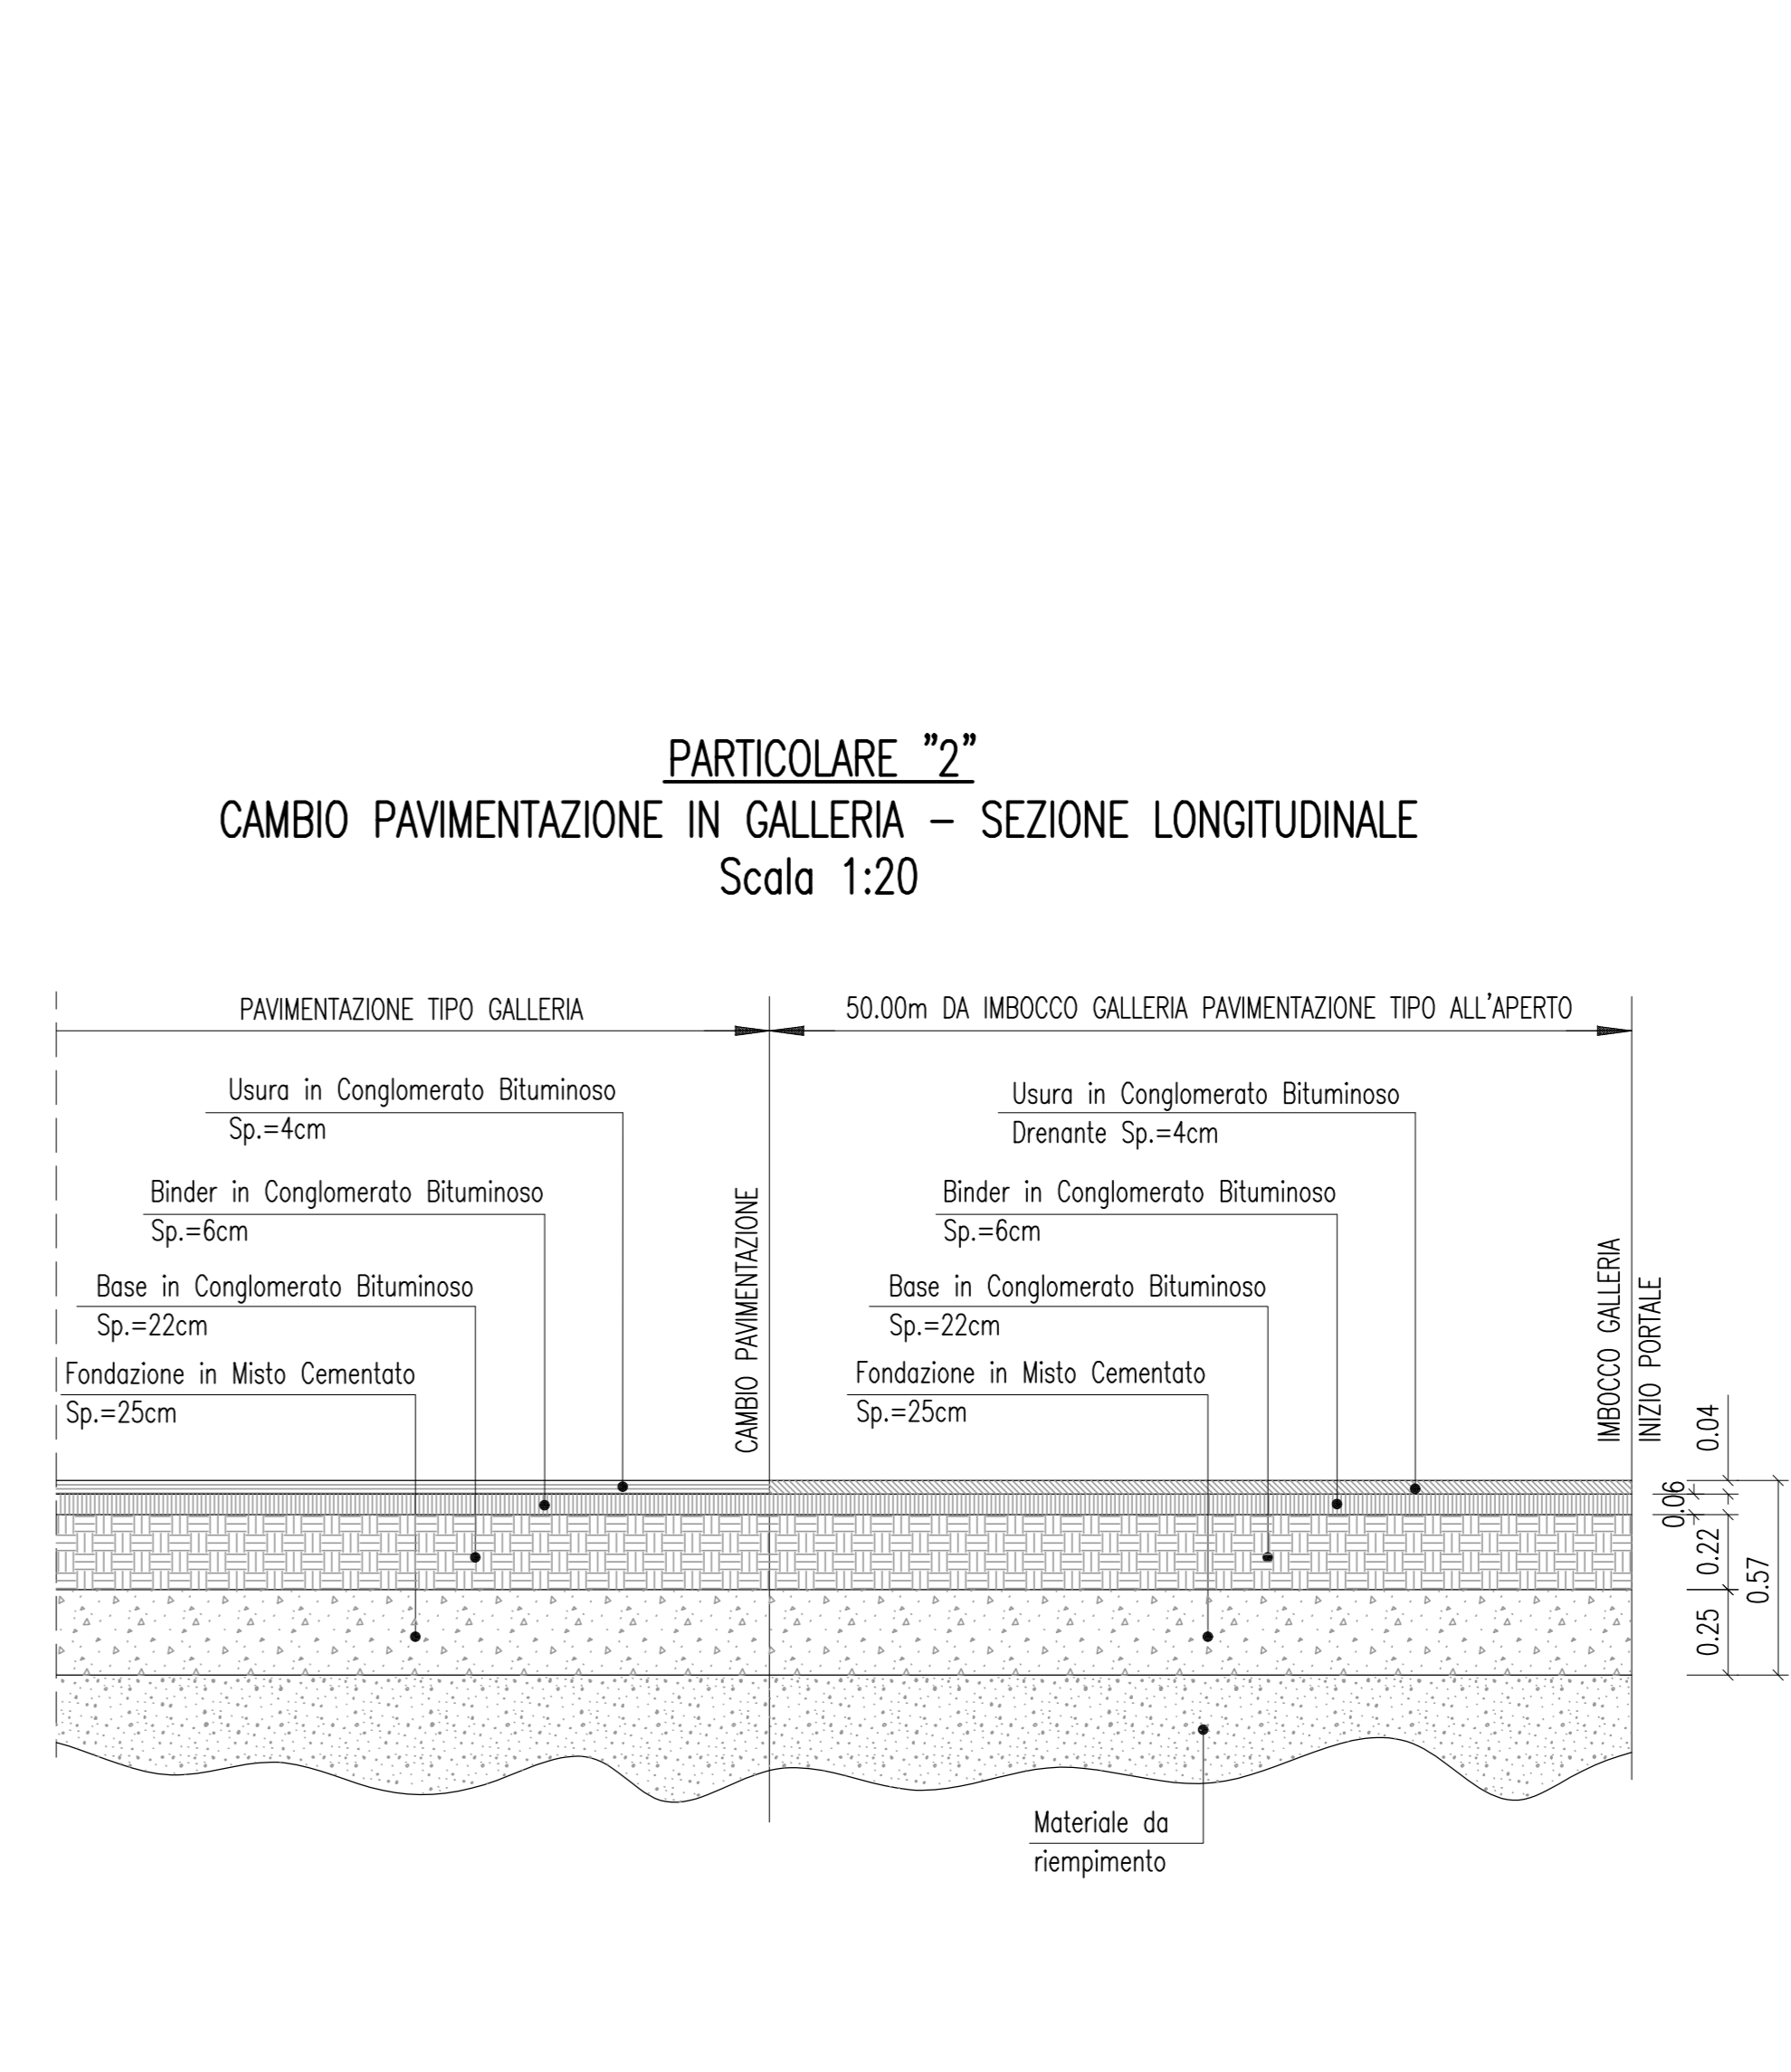 PARTICOLARE "2"
CAMBIO PAVIMENTAZIONE IN GALLERIA – SEZIONE LONGITUDINALE
Scala 1:20
PAVIMENTAZIONE TIPO GALLERIA
50.00m DA IMBOCCO GALLERIA PAVIMENTAZIONE TIPO ALL'APERTO
Usura in Conglomerato Bituminoso
Sp.=4cm
Binder in Conglomerato Bituminoso
Sp.=6cm
Base in Conglomerato Bituminoso
Sp.=22cm
Fondazione in Misto Cementato
Sp.=25cm
CAMBIO PAVIMENTAZIONE
Usura in Conglomerato Bituminoso
Drenante Sp.=4cm
Binder in Conglomerato Bituminoso
Sp.=6cm
Base in Conglomerato Bituminoso
Sp.=22cm
Fondazione in Misto Cementato
Sp.=25cm
IMBOCCO GALLERIA
INIZIO PORTALE
0.04
0.06
0.22
0.25
0.57
Materiale da
riempimento